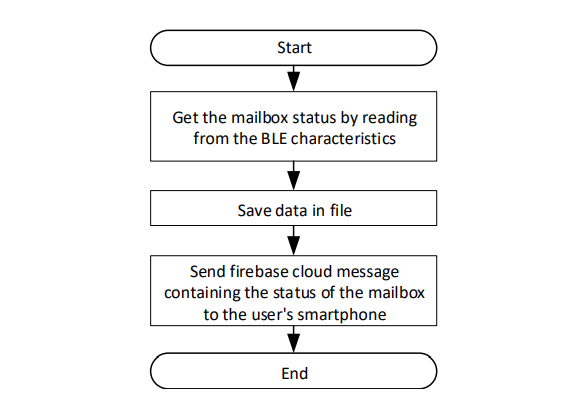 Start
Get the mailbox status by reading
from the BLE characteristics
Save data in file
Send firebase cloud message
containing the status of the mailbox
to the user's smartphone
End